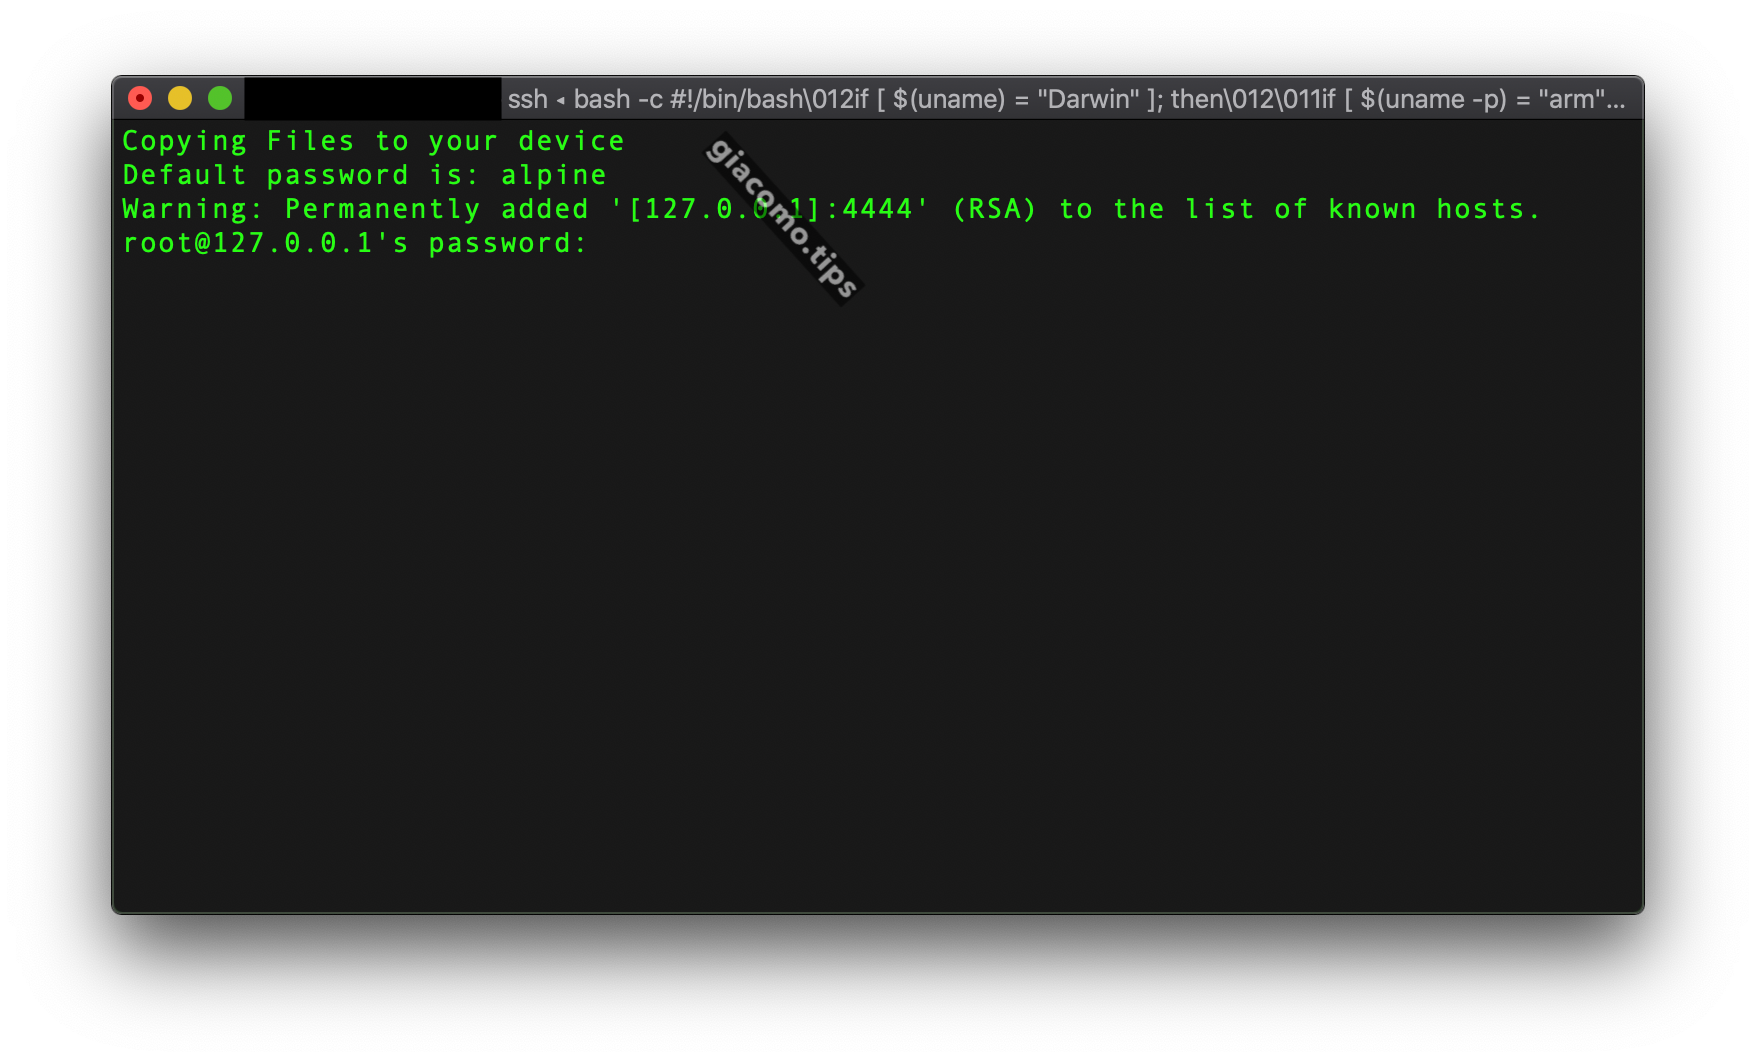 ssh ◂ bash -c #!/bin/bash\012if [ $(uname) = "Darwin" ]; then\012\011if [ $(uname -p) = "arm"...
Copying Files to your device
Default password is: alpine
Warning: Permanently added '[127.0.0.1]:4444' (RSA) to the list of known hosts.
root@127.0.0.1's password:
giacomo.tips